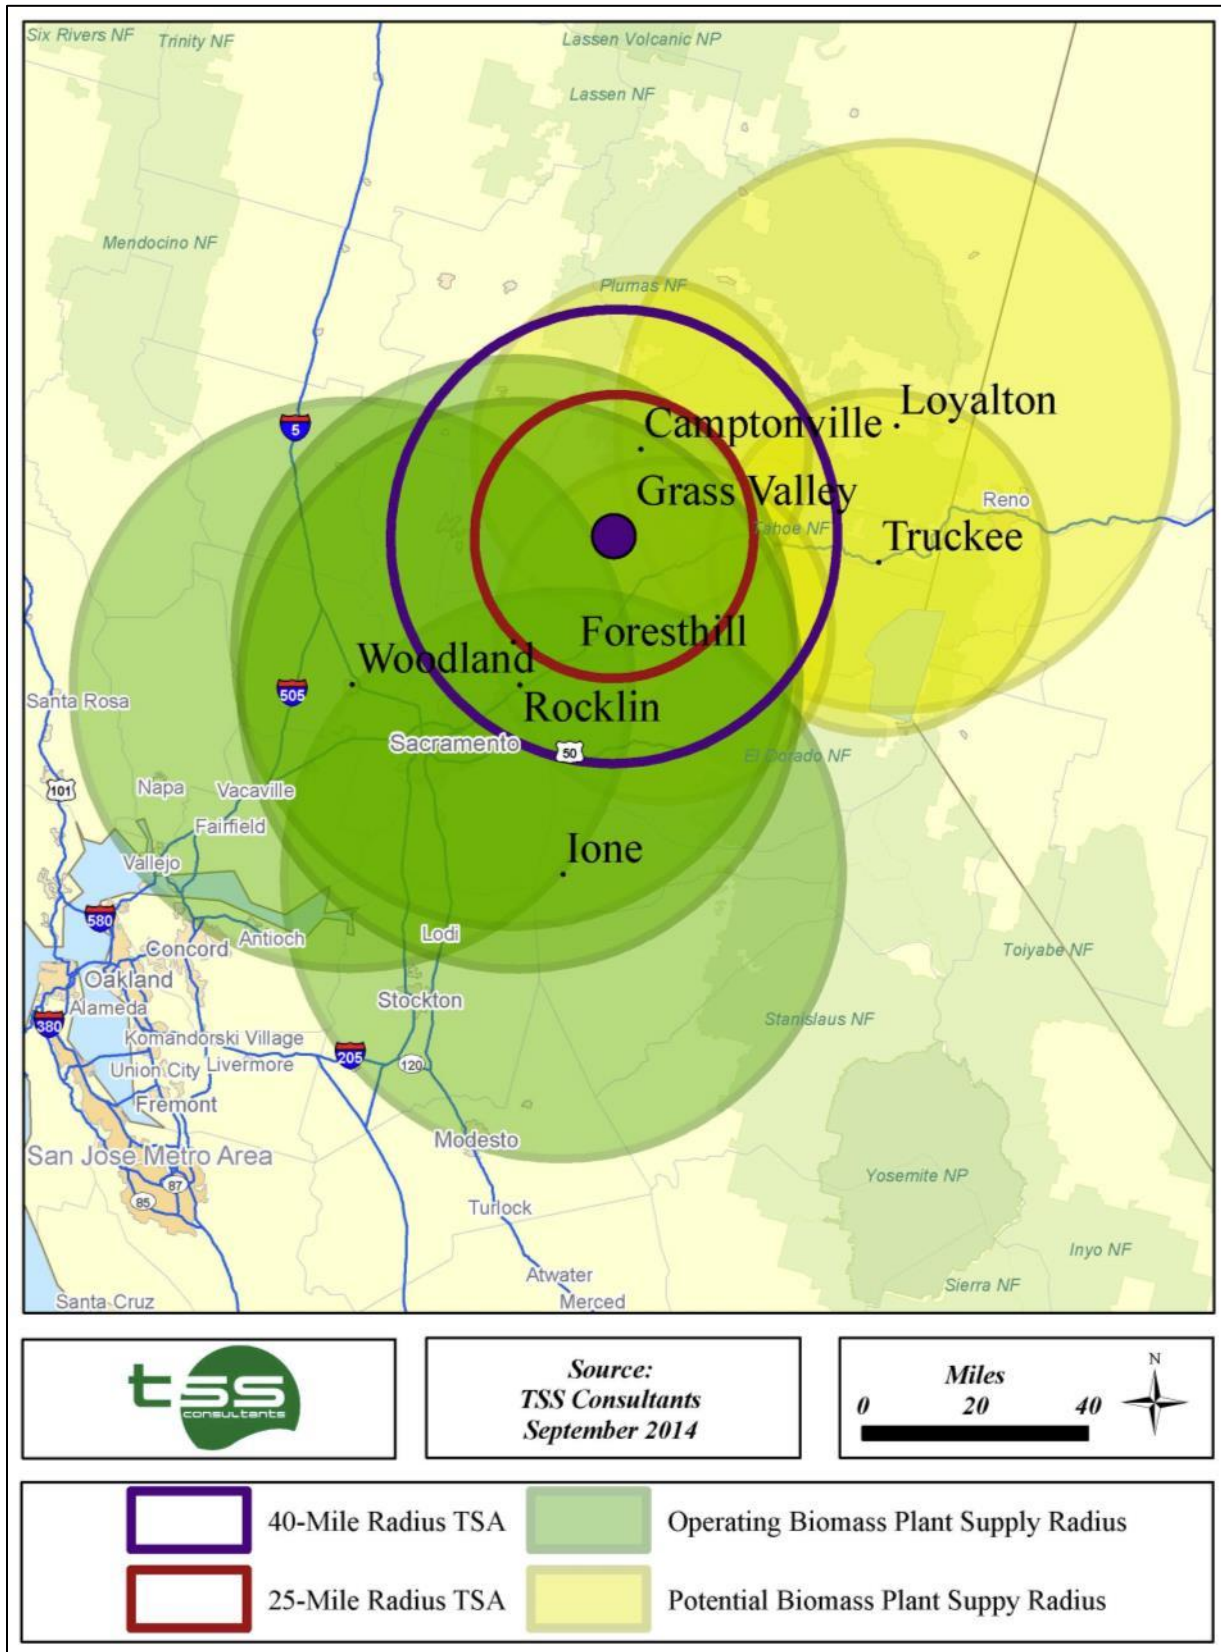 Six Rivers NF
Trinity NF
Lassen Volcanic NP
Lassen NF
Mendocino NF
Plumas NF
Loyalton
Camptonville
5
Grass Valley
Reno
Tahoe NF
Truckee
Foresthill
Woodland
505
Santa Rosa
Rocklin
Sacramento
50
El Dorado NF
101
Napa
Vacaville
Fairfield
Ione
Vallejo
580
Antioch
Lodi
Concord
Toiyabe NF
Oakland
Stockton
Alameda
380
Stanislaus NF
Komandorski Village
205
120
Union City
Livermore
Fremont
Modesto
San Jose Metro Area
Yosemite NP
87
85
Turlock
Inyo NF
Atwater
Sierra NF
Santa Cruz
Merced
tss
consultants
Source:
TSS Consultants
September 2014
Miles
0 20 40
N
40-Mile Radius TSA
Operating Biomass Plant Supply Radius
25-Mile Radius TSA
Potential Biomass Plant Suppy Radius